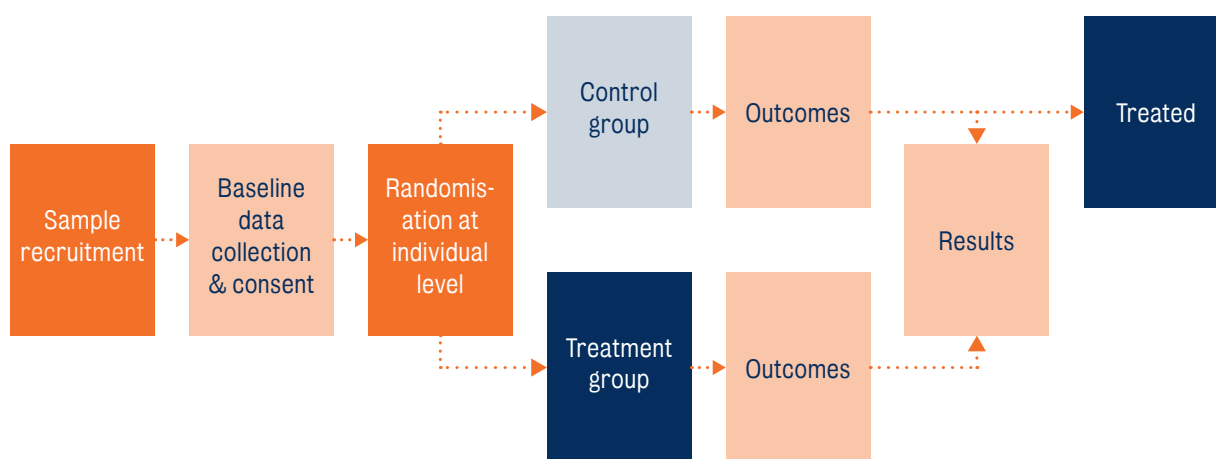 Sample
recruitment
Baseline
data
collection
& consent
Randomis-
ation at
individual
level
Control
group
Outcomes
Treated
Results
Treatment
group
Outcomes